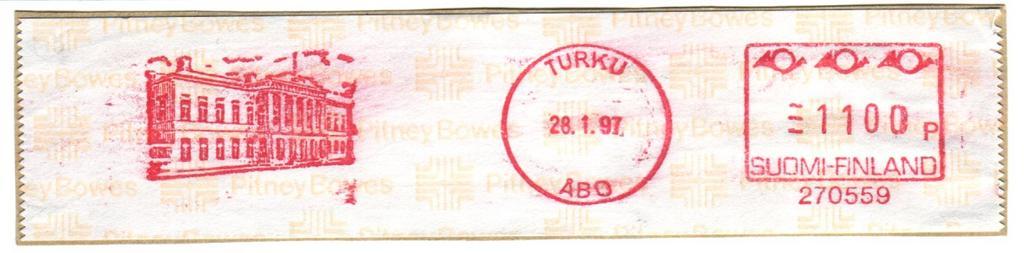 PitneyBowes
TURKU
28.1.97.
ÅBO
1100 P
SUOMI-FINLAND
270559